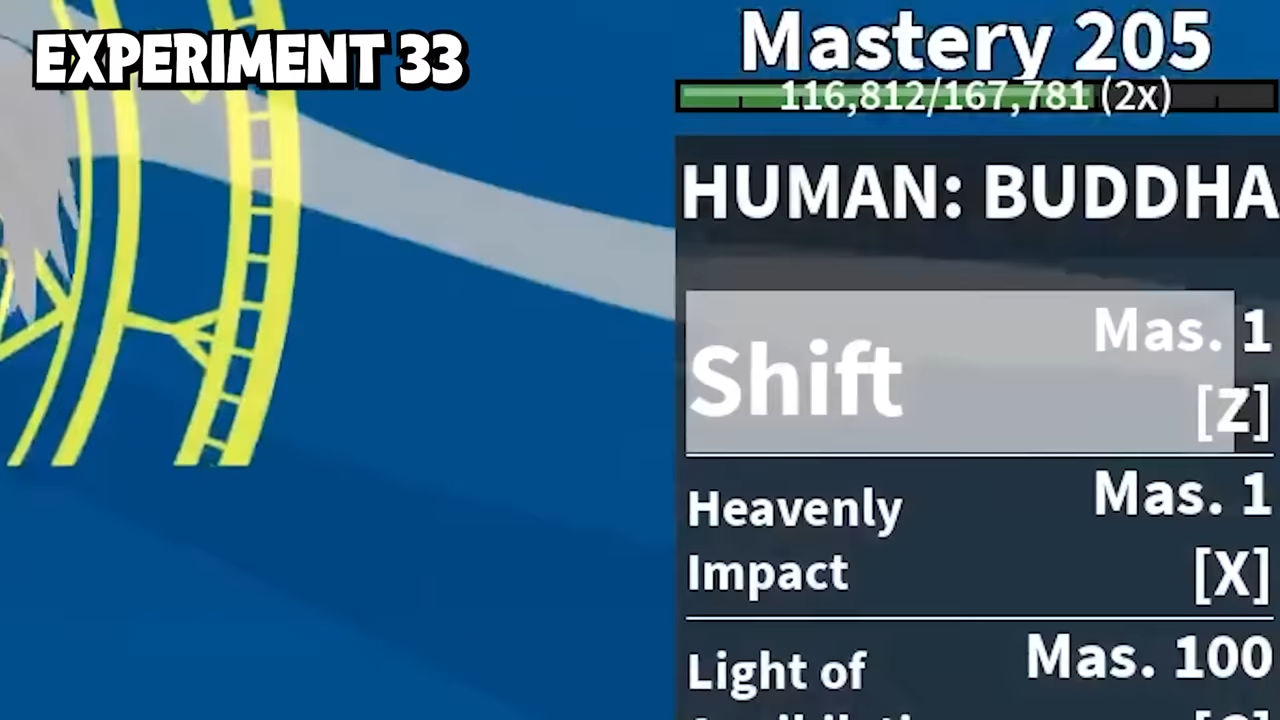 EXPERIMENT 33
Mastery 205
116,812/167,781 (2x)
HUMAN: BUDDHA
Shift
Mas. 1
[Z]
Heavenly
Impact
Mas. 1
[X]
Light of
Mas. 100